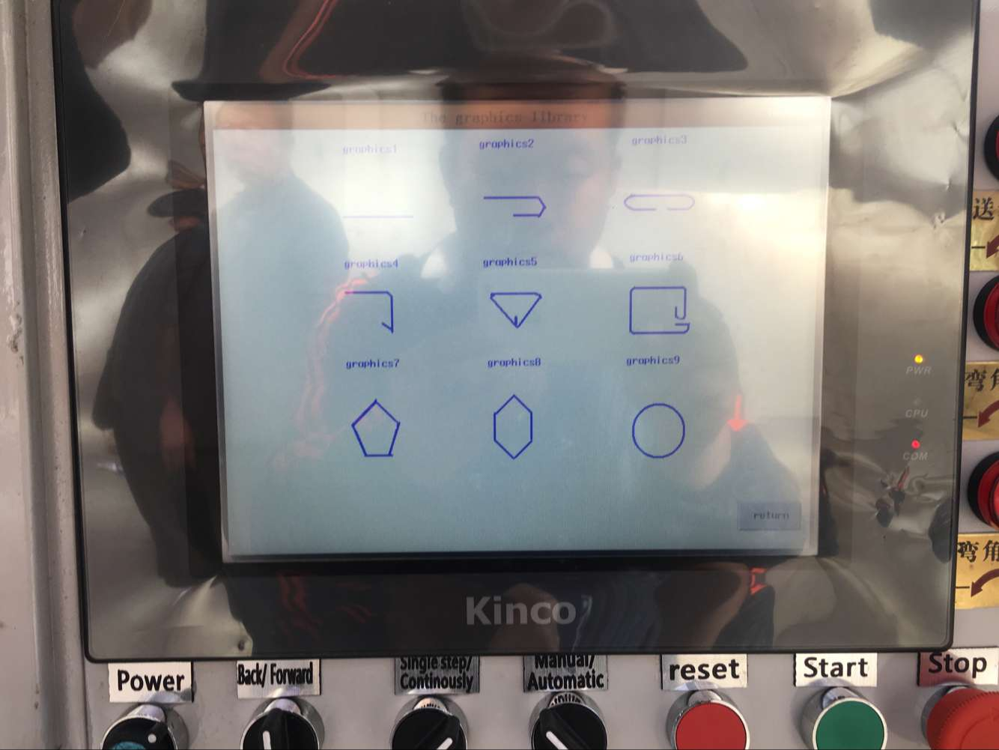 The graphics library
graphics1
graphics2
graphics3
graphics4
graphics5
graphics6
graphics7
graphics8
graphics9
return
PWR
CPU
COM
Kinco
送
弯角
弯角
Power
Back/ Forward
Single step/
Continously
Manual/
Automatic
reset
Start
Stop